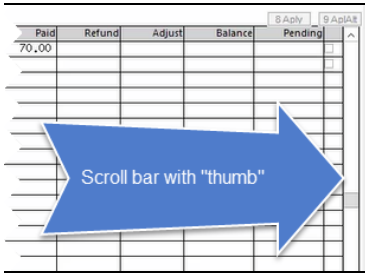 8 Aply 9 AplAlt
Paid Refund Adjust Balance Pending
70.00
Scroll bar with "thumb"